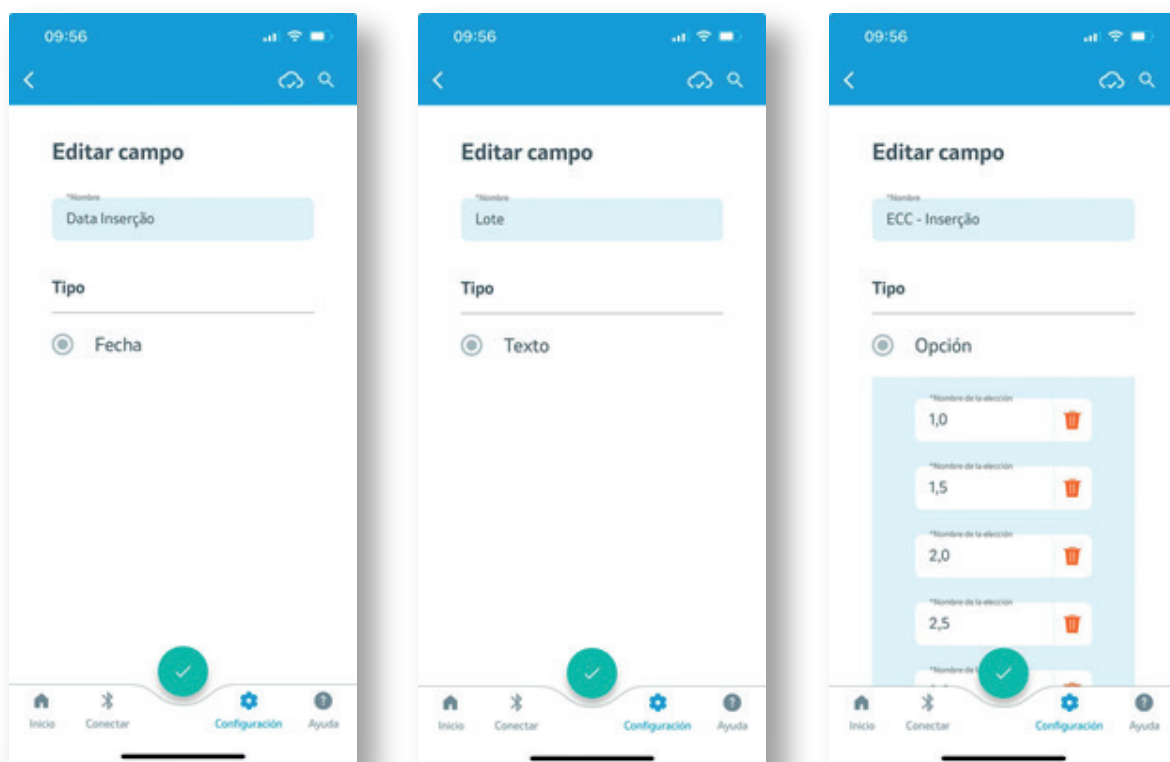 09:56
Editar campo
*Nombre
Data Inserção
Tipo
Fecha
Inicio
Conectar
Configuración
Ayuda
09:56
Editar campo
*Nombre
Lote
Tipo
Texto
Inicio
Conectar
Configuración
Ayuda
09:56
Editar campo
*Nombre
ECC - Inserção
Tipo
Opción
*Nombre de la elección
1,0
*Nombre de la elección
1,5
*Nombre de la elección
2,0
*Nombre de la elección
2,5
*Nombre de
Inicio
Conectar
Configuración
Ayuda